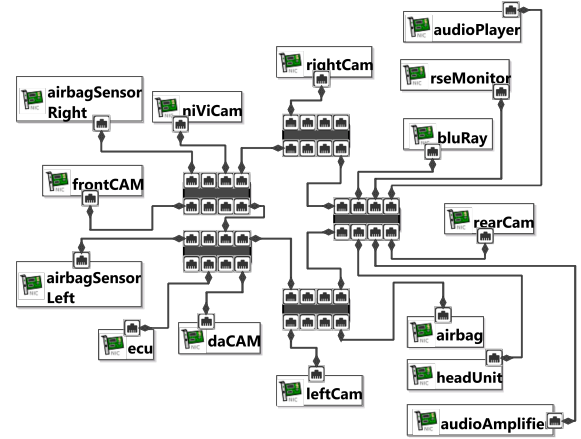 audioPlayer
rightCam
rseMonitor
airbagSensor
Right
niViCam
bluRay
frontCAM
rearCam
airbagSensor
Left
ecu
daCAM
airbag
headUnit
leftCam
audioAmplifie